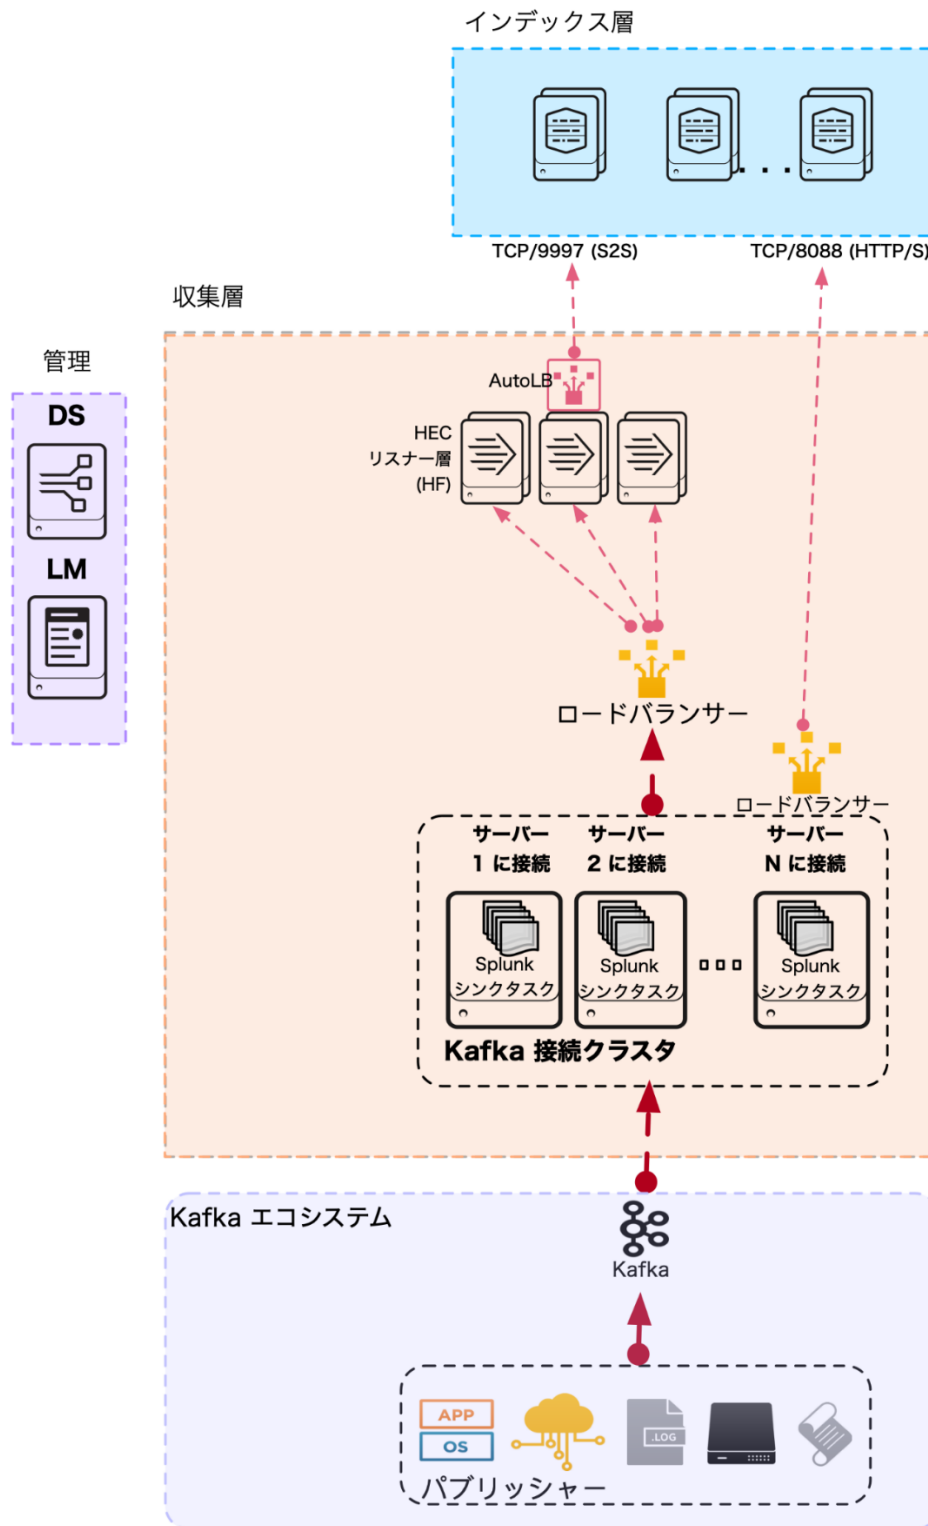 インデックス層
TCP/9997 (S2S)
TCP/8088 (HTTP/S)
収集層
管理
DS
LM
AutoLB
HEC
リスナー層
(HF)
ロードバランサー
ロードバランサー
サーバー
1 に接続
サーバー
2 に接続
サーバー
N に接続
Splunk
シンクタスク
Splunk
シンクタスク
Splunk
シンクタスク
Kafka 接続クラスタ
Kafka エコシステム
Kafka
APP
OS
.LOG
パブリッシャー